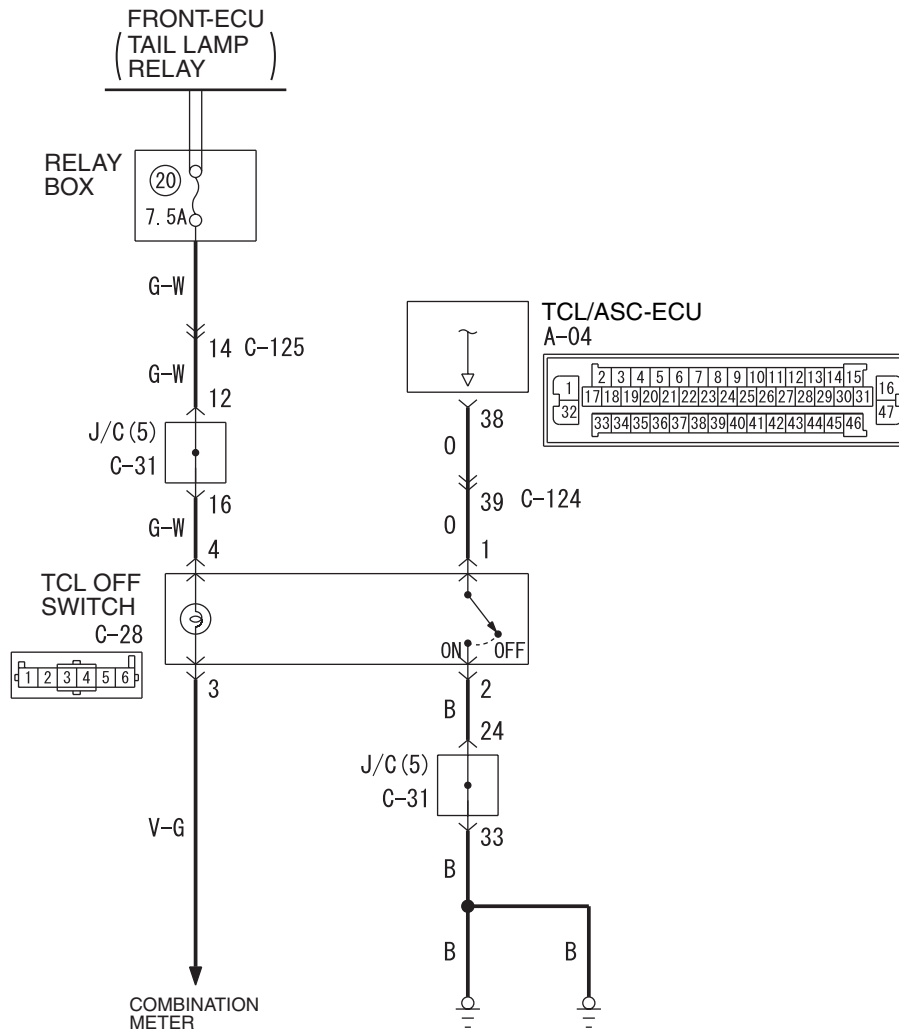 FRONT-ECU
( TAIL LAMP
RELAY )
RELAY
BOX
20
7.5A
G-W
14 C-125
G-W
12
J/C(5)
C-31
16
G-W
4
TCL OFF
SWITCH
C-28
1 2 3 4 5 6
3
V-G
COMBINATION
METER
TCL/ASC-ECU
A-04
1 2 3 4 5 6 7 8 9 10 11 12 13 14 15 16
17 18 19 20 21 22 23 24 25 26 27 28 29 30 31
32 33 34 35 36 37 38 39 40 41 42 43 44 45 46 47
38
O
39 C-124
O
1
ON OFF
2
B
24
J/C(5)
C-31
33
B
B B